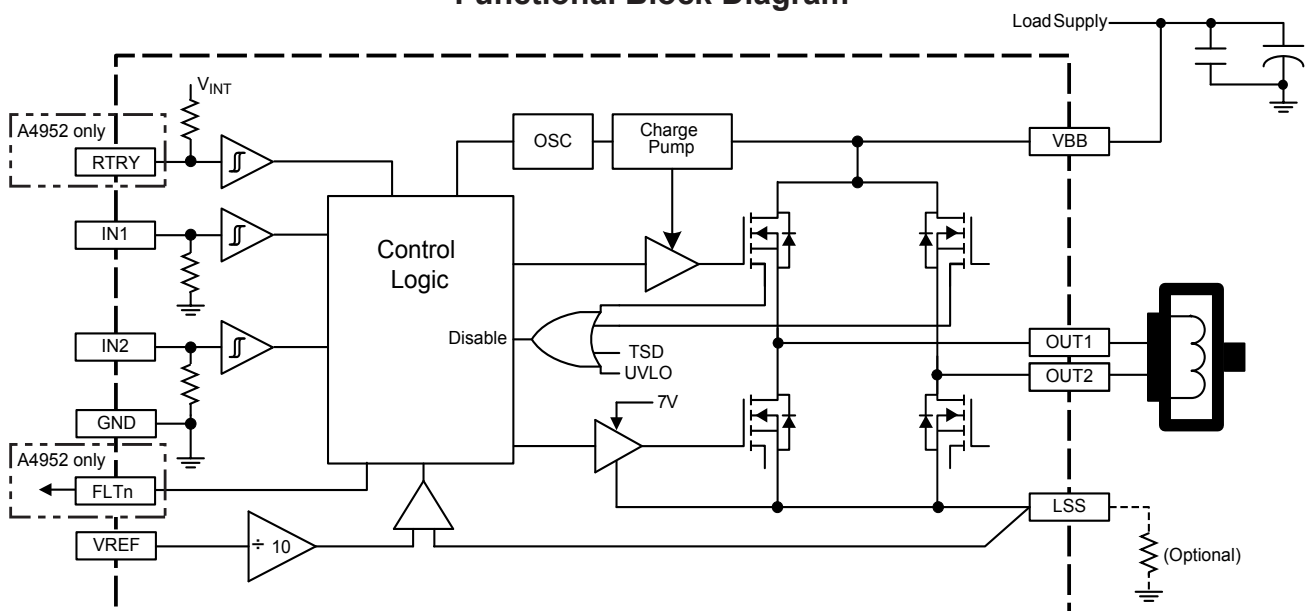 Functional Block Diagram
Load Supply
VINT
A4952 only
RTRY
OSC
Charge
Pump
VBB
IN1
Control
Logic
IN2
Disable
TSD
UVLO
OUT1
OUT2
GND
7V
A4952 only
FLTn
LSS
VREF
÷ 10
(Optional)